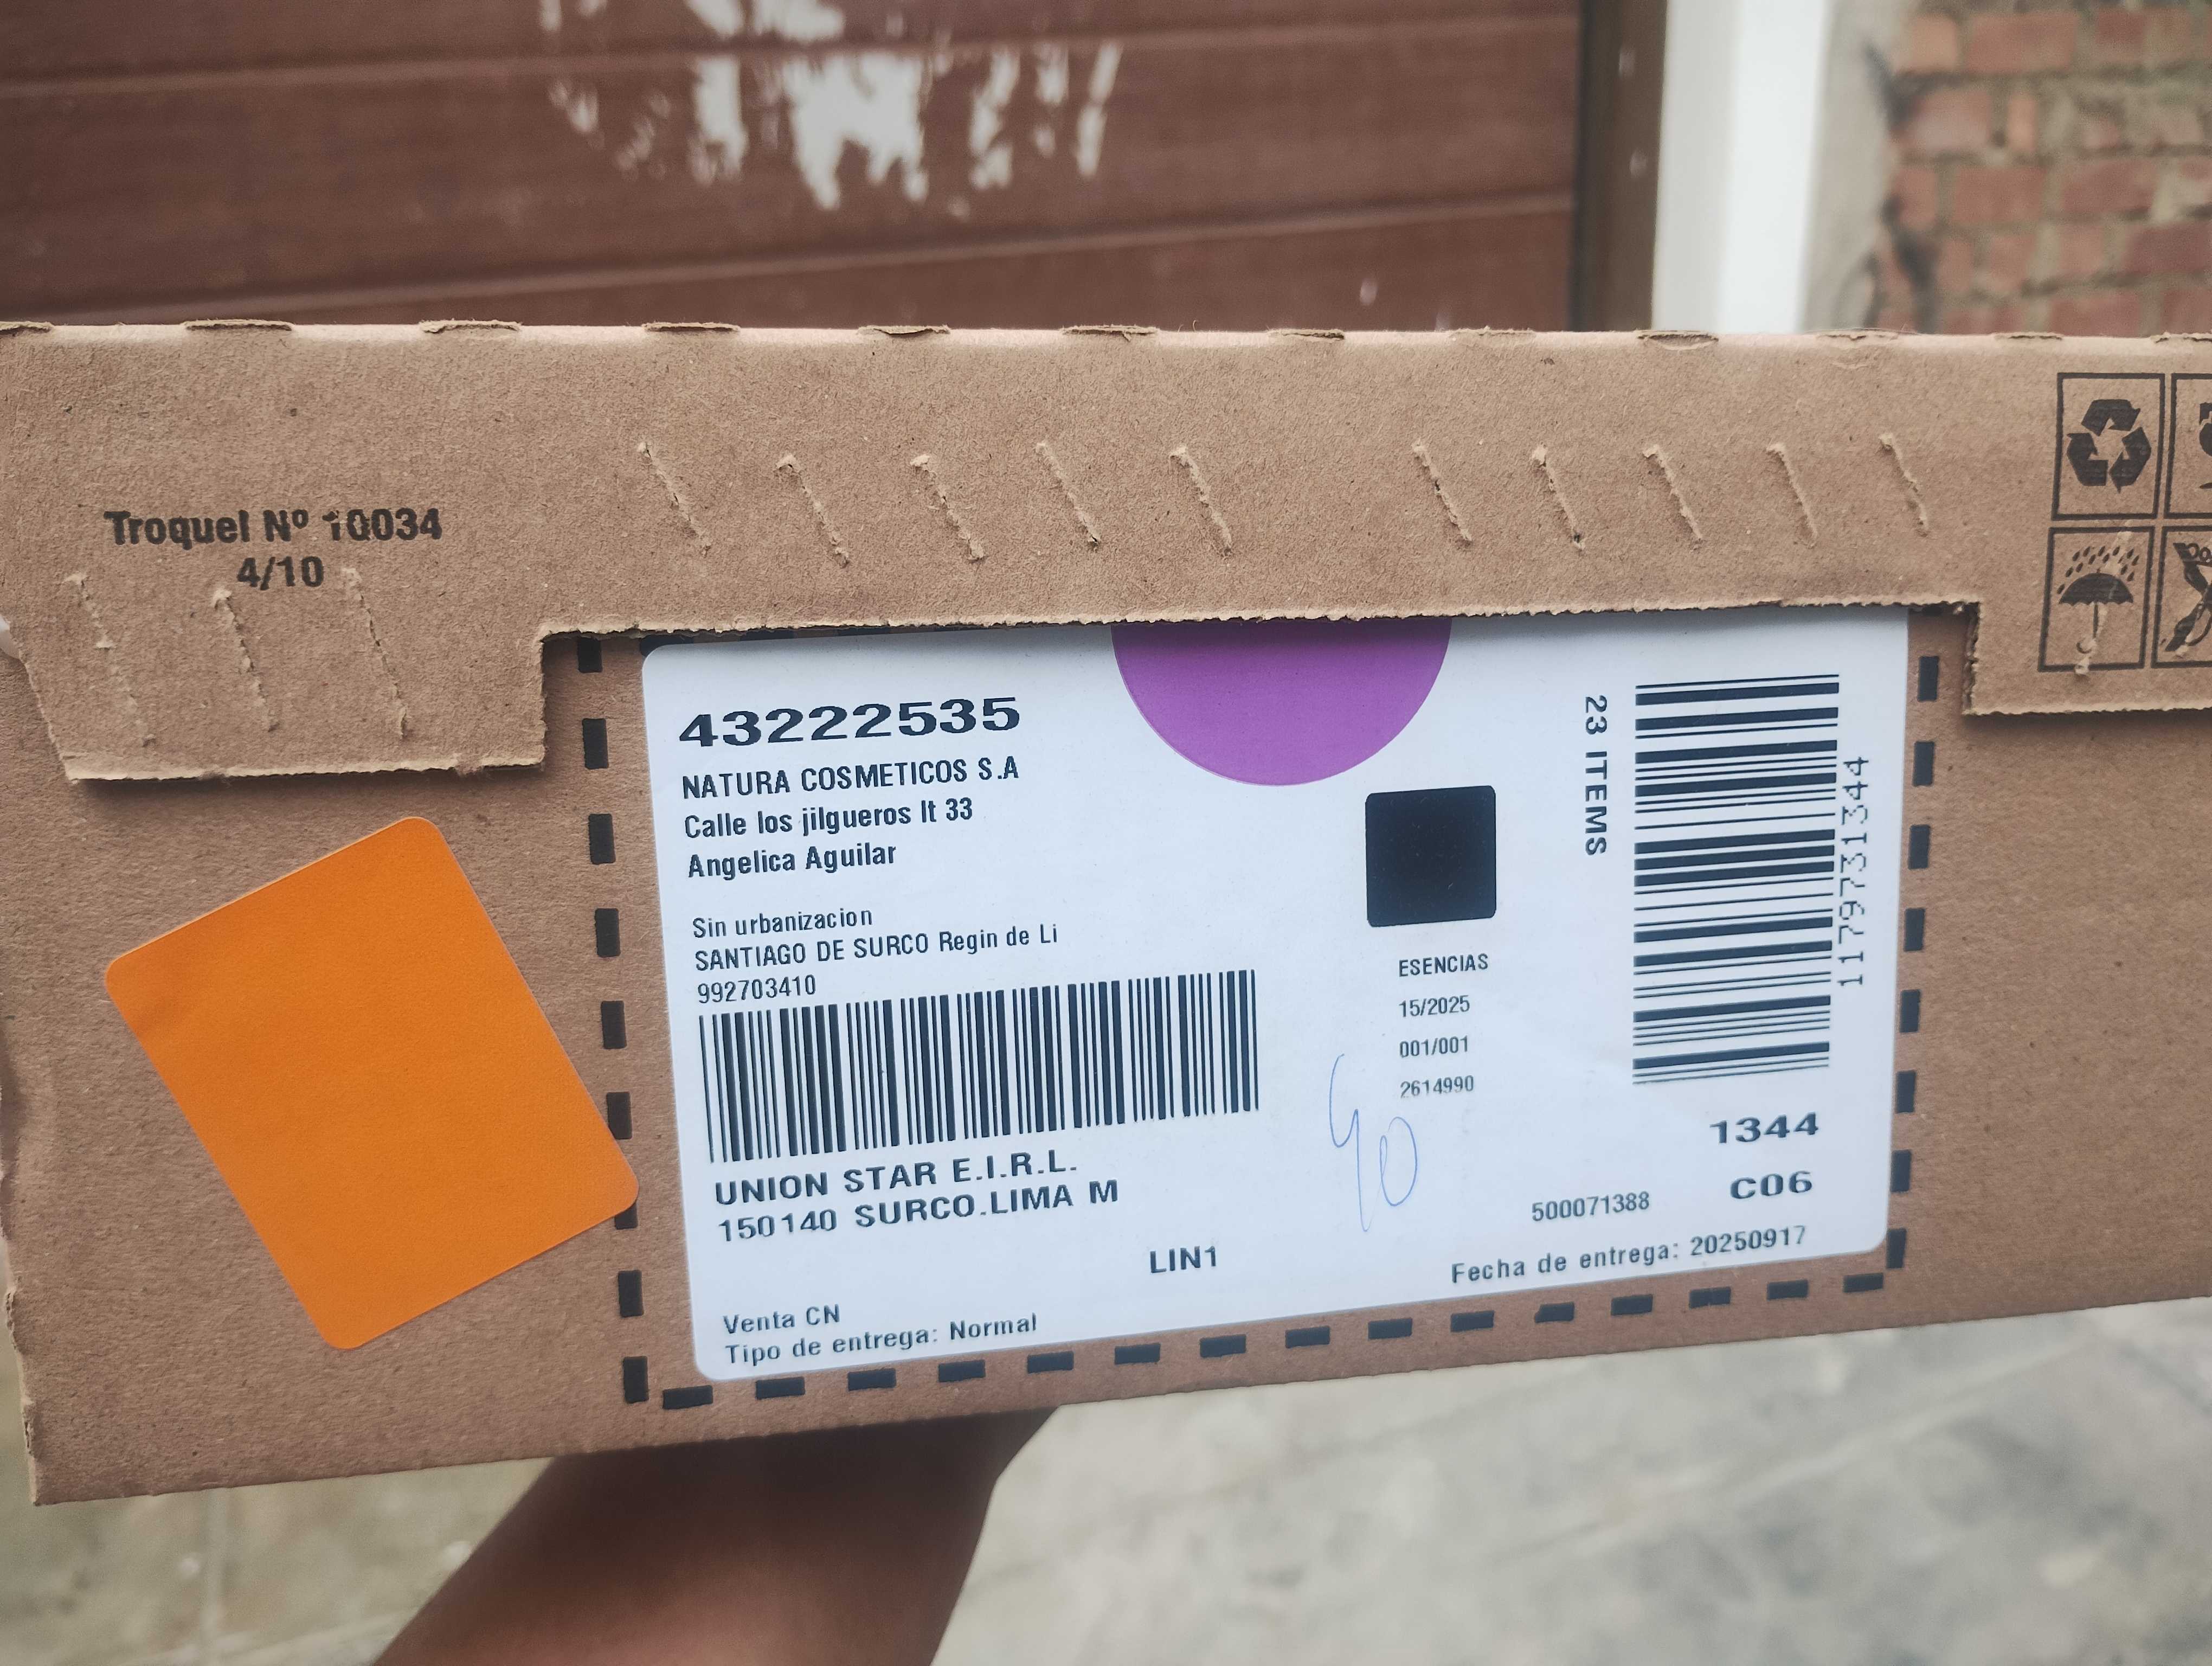 Troquel Nº 10034
4/10
43222535
NATURA COSMETICOS S.A
Calle los jilgueros lt 33
Angelica Aguilar
Sin urbanizacion
SANTIAGO DE SURCO Regin de Li
992703410
UNION STAR E.I.R.L.
150140 SURCO.LIMA M
LIN1
Venta CN
Tipo de entrega: Normal
ESENCIAS
15/2025
001/001
2614990
40
23 ITEMS
1179731344
1344
C06
500071388
Fecha de entrega: 20250917